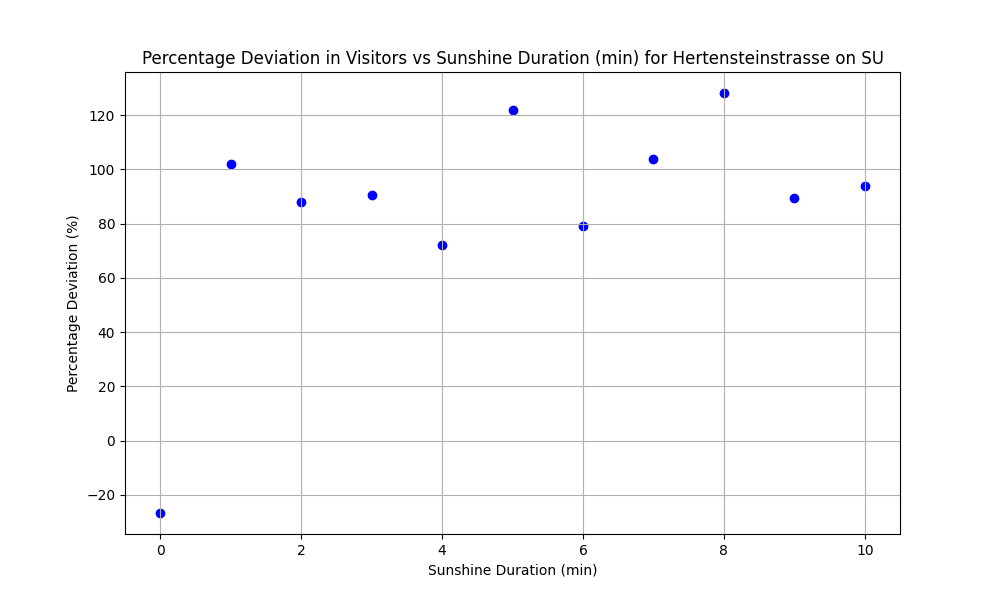 Percentage Deviation in Visitors vs Sunshine Duration (min) for Hertensteinstrasse on SU
120
100
80
60
40
20
0
−20
Percentage Deviation (%)
0 2 4 6 8 10
Sunshine Duration (min)